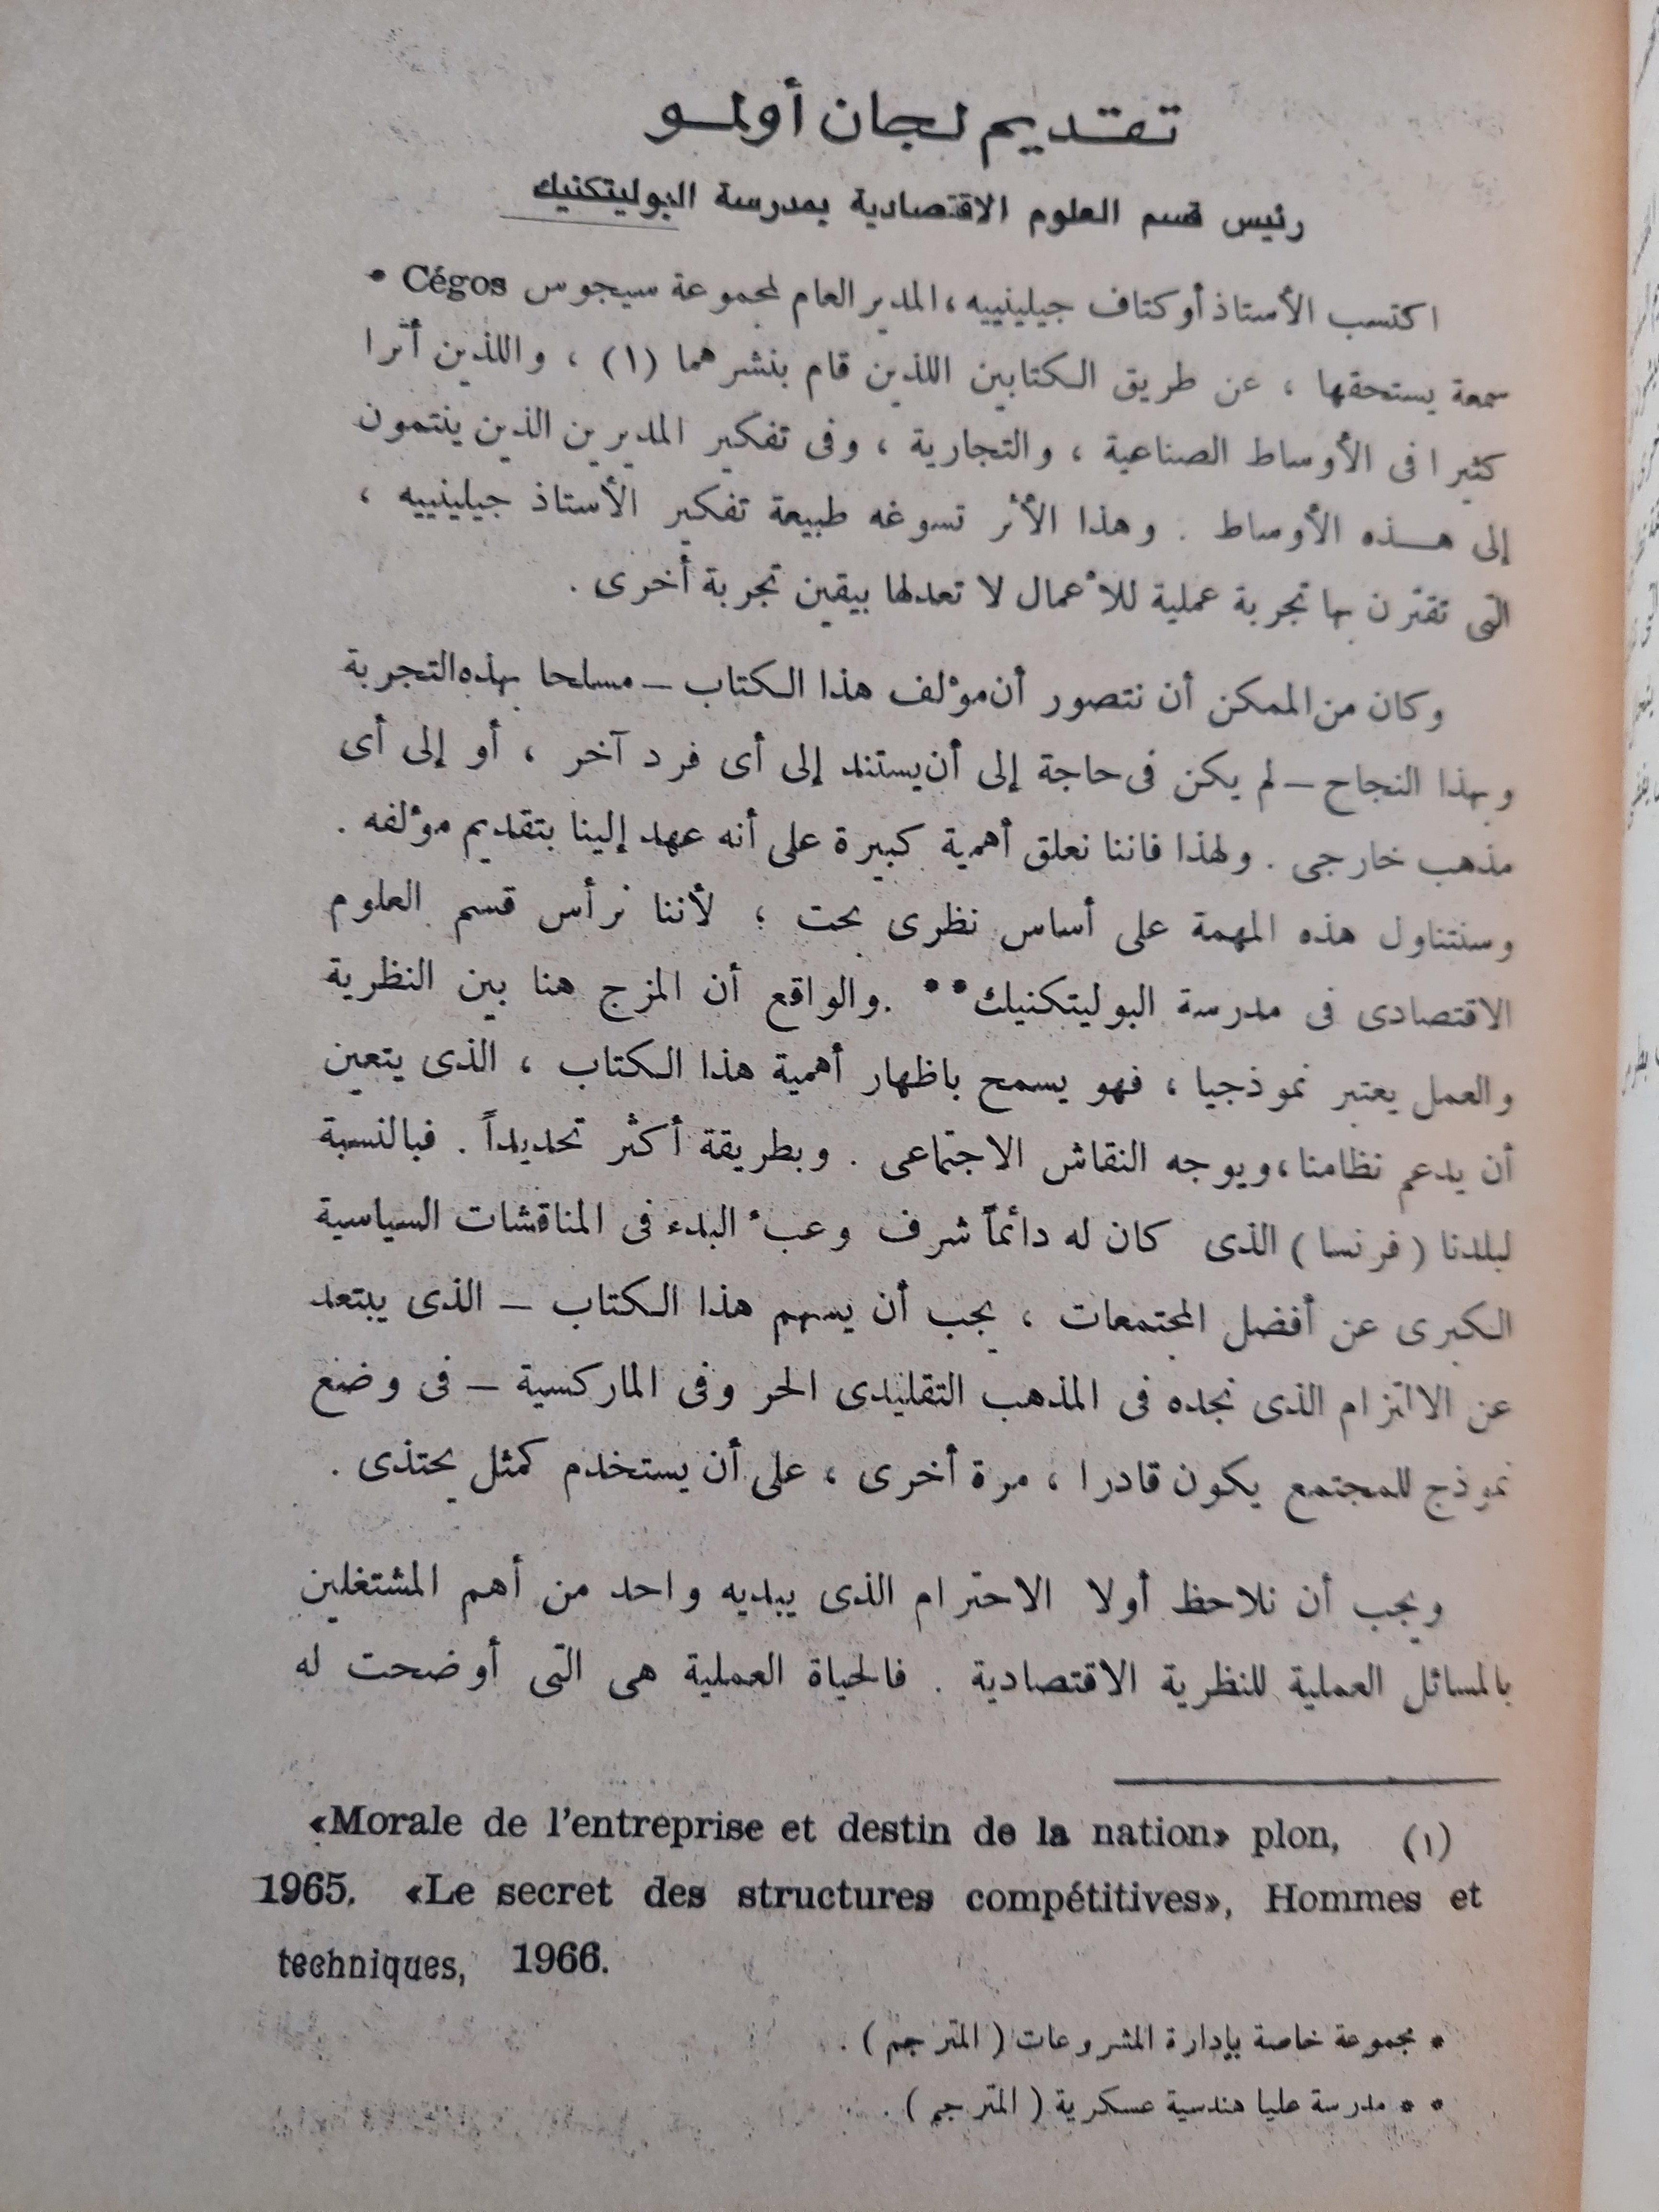 تقديم لجان أولمو
رئيس قسم العلوم الاقتصادية بمدرسة البوليتكنيك
اكتسب الأستاذ أوكتاف جيلينييه ، المدير العام لمجموعة سيجوس Cégos *
سمعة يستحقها ، عن طريق الكتابين اللذين قام بنشرهما (١) ، واللذين أثرا
كثيرا فى الأوساط الصناعية ، والتجارية ، وفى تفكير المديرين الذين ينتمون
إلى هذه الأوساط . وهذا الأثر تسوغه طبيعة تفكير الأستاذ جيلينييه ،
التى تقترن بها تجربة عملية للأعمال لا تعدلها بيقين تجربة أخرى .
وكان من الممكن أن نتصور أن مؤلف هذا الكتاب – مسلحا بهذه التجربة
وبهذا النجاح – لم يكن فى حاجة إلى أن يستند إلى أى فرد آخر ، أو إلى أى
مذهب خارجى . ولهذا فاننا نعلق أهمية كبيرة على أنه عهد إلينا بتقديم مؤلفه .
وسنتناول هذه المهمة على أساس نظرى بحت ؛ لأننا نرأس قسم العلوم
الاقتصادى فى مدرسة البوليتكنيك** . والواقع أن المزج هنا بين النظرية
والعمل يعتبر نموذجيا ، فهو يسمح باظهار أهمية هذا الكتاب ، الذى يتعين
أن يدعم نظامنا ، ويوجه النقاش الاجتماعى . وبطريقة أكثر تحديداً . فبالنسبة
لبلدنا ( فرنسا ) الذى كان له دائماً شرف وعبء البدء فى المناقشات السياسية
الكبرى عن أفضل المجتمعات ، يجب أن يسهم هذا الكتاب – الذى يبتعد
عن الالتزام الذى نجده فى المذهب التقليدى الحر وفى الماركسية – فى وضع
نموذج للمجتمع يكون قادرا ، مرة أخرى ، على أن يستخدم كمثل يحتذى .
ويجب أن نلاحظ أولا الاحترام الذى يبديه واحد من أهم المشتغلين
بالمسائل العملية للنظرية الاقتصادية . فالحياة العملية هى التى أوضحت له
(١) «Morale de l'entreprise et destin de la nation» plon,
1965. «Le secret des structures compétitives», Hommes et
techniques, 1966.
* مجموعة خاصة بإدارة المشروعات ( المترجم ) .
** مدرسة عليا هندسية عسكرية ( المترجم ) .